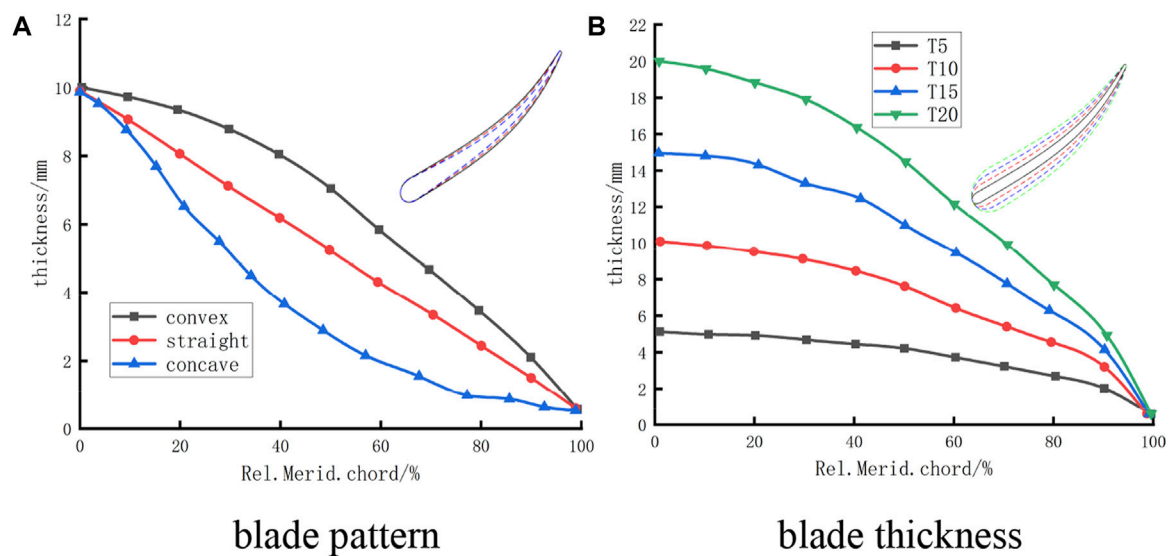 A
12
10
8
6
4
2
0
thickness/mm
convex
straight
concave
0 20 40 60 80 100
Rel.Merid.chord/%
blade pattern
B
22
20
18
16
14
12
10
8
6
4
2
0
thickness/mm
T5
T10
T15
T20
0 20 40 60 80 100
Rel.Merid.chord/%
blade thickness